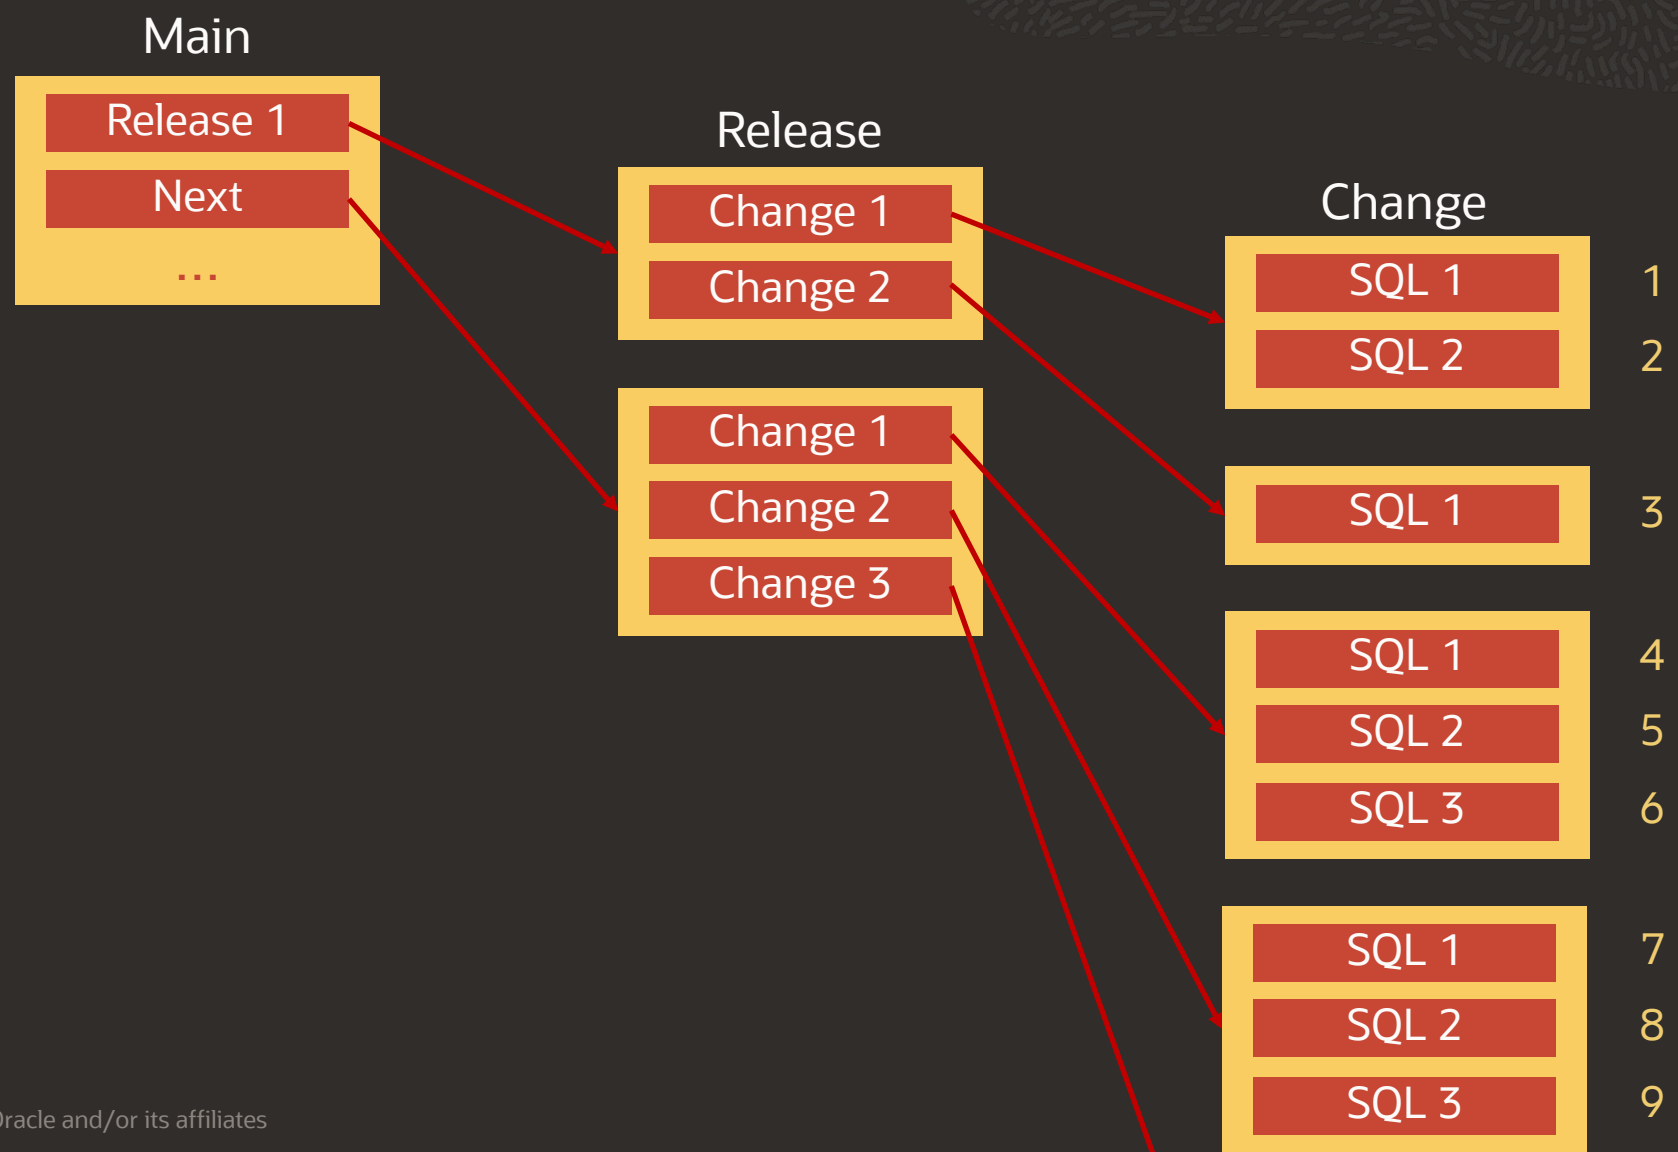 Main
Release 1
Next
...
Release
Change 1
Change 2
Change 1
Change 2
Change 3
Change
SQL 1 1
SQL 2 2
SQL 1 3
SQL 1 4
SQL 2 5
SQL 3 6
SQL 1 7
SQL 2 8
SQL 3 9
and/or its affiliates